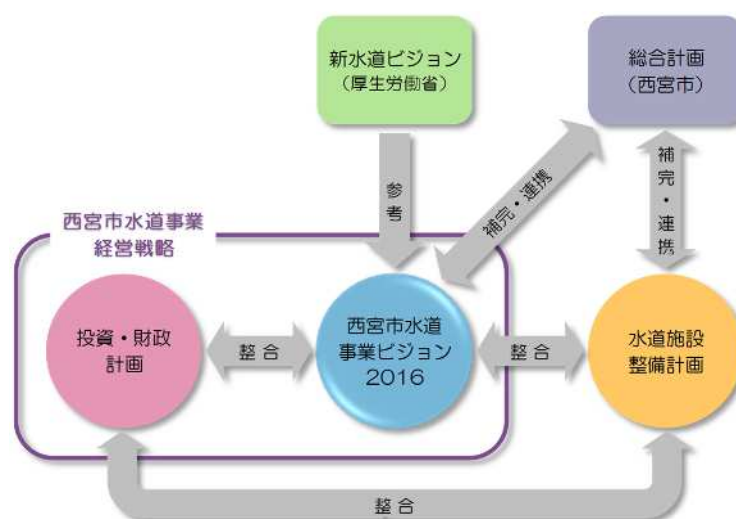 新水道ビジョン
（厚生労働省）
総合計画
（西宮市）
参考
補完・連携
補完・連携
西宮市水道事業
経営戦略
投資・財政
計画
整合
西宮市水道
事業ビジョン
2016
整合
水道施設
整備計画
整合